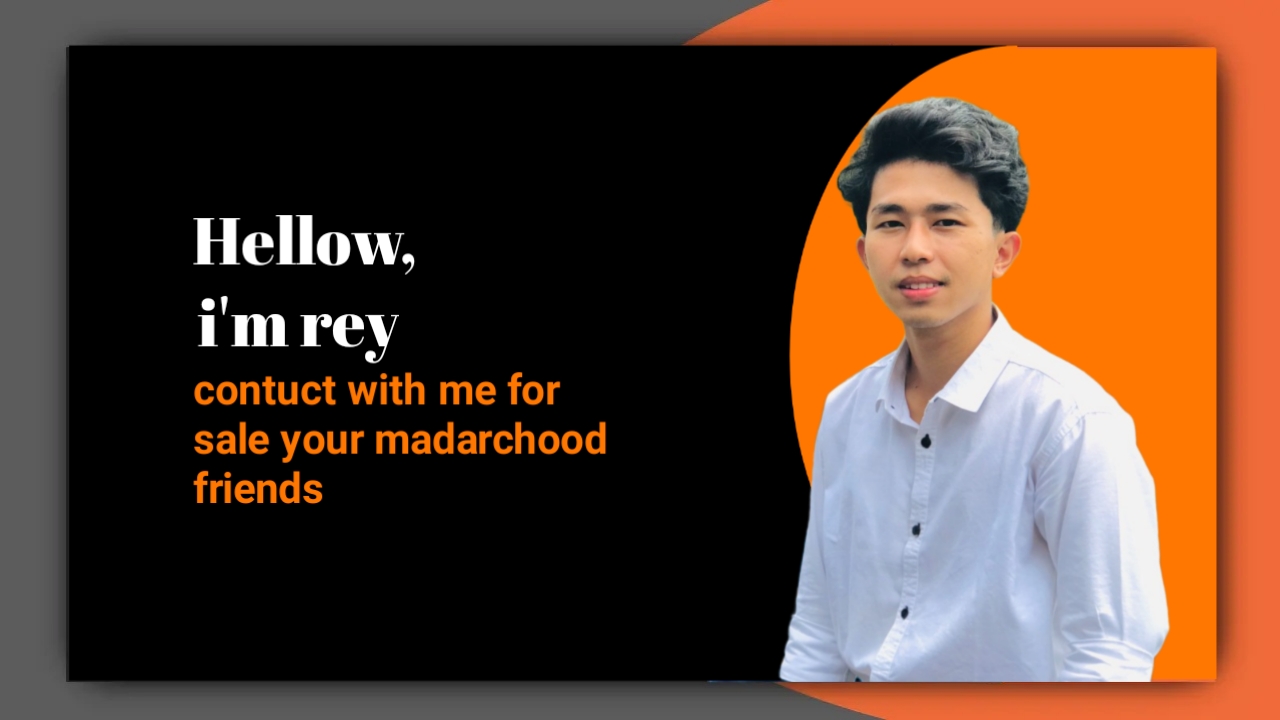 Hellow,
i'm rey
contuct with me for
sale your madarchood
friends